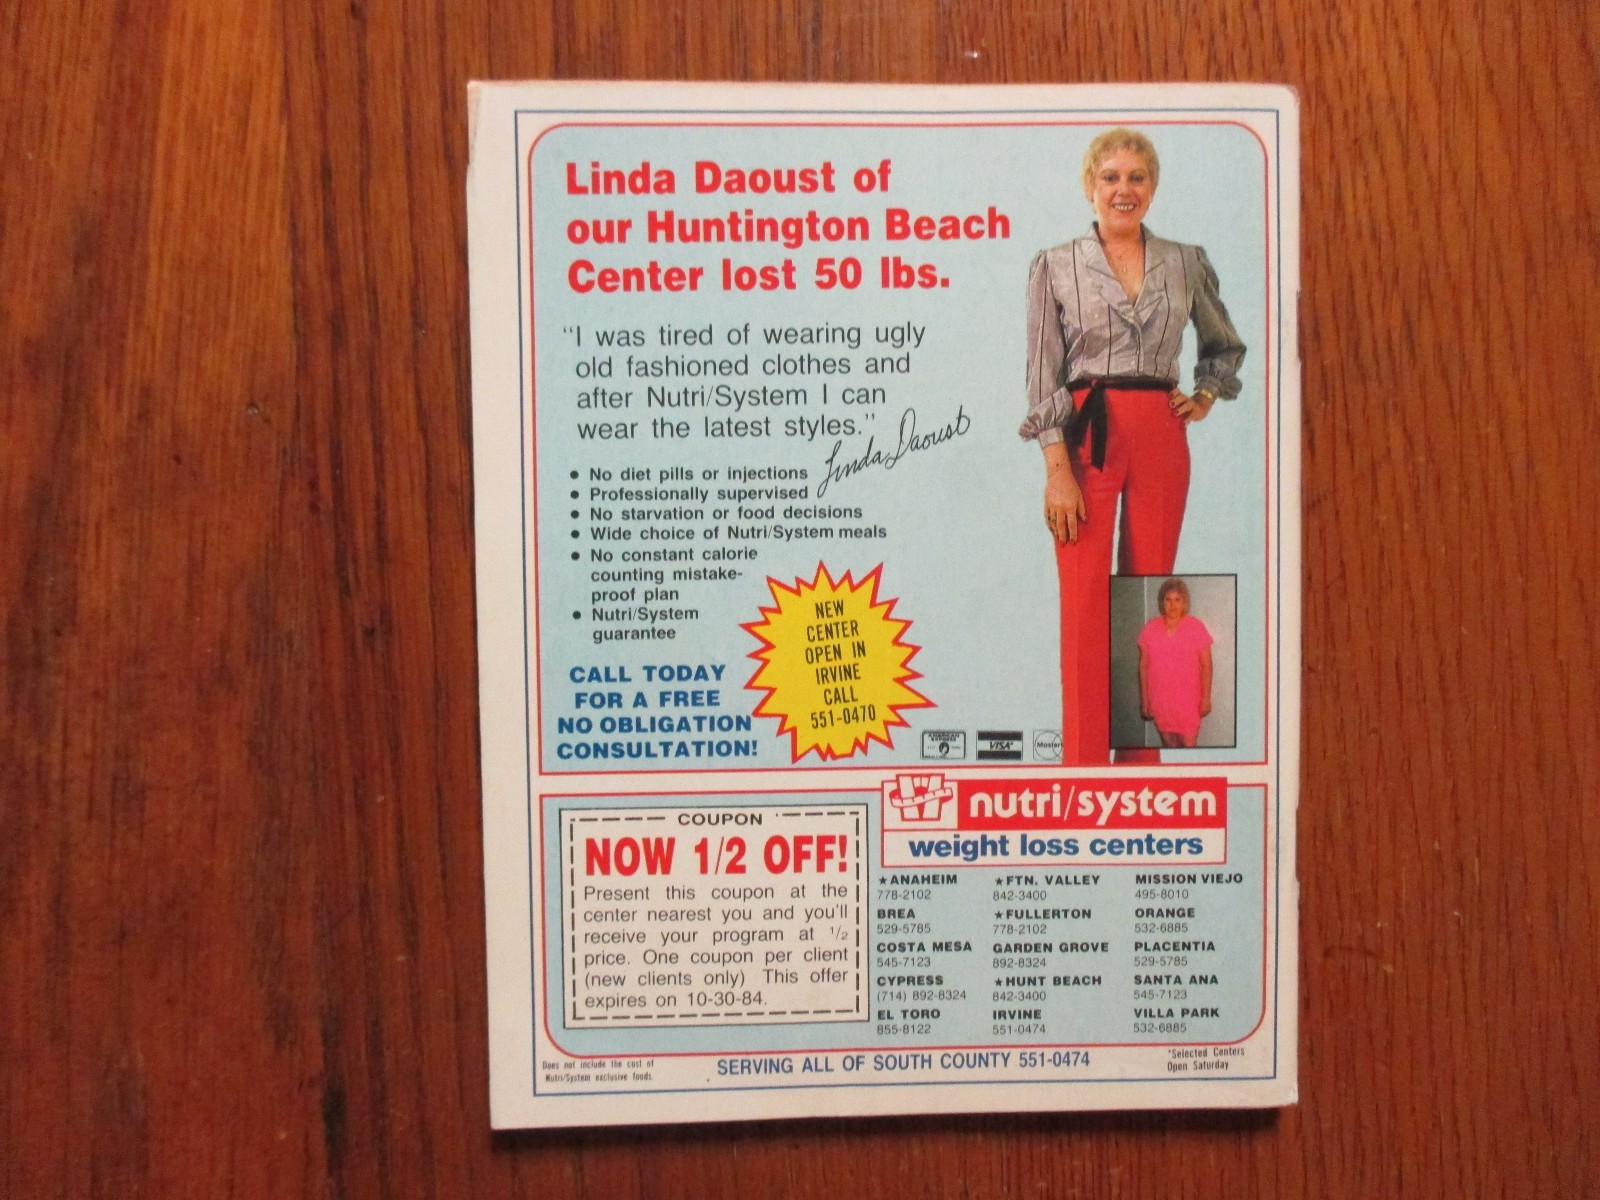 Linda Daoust of
our Huntington Beach
Center lost 50 lbs.
“I was tired of wearing ugly
old fashioned clothes and
after Nutri/System I can
wear the latest styles.”
Linda Daoust
• No diet pills or injections
• Professionally supervised
• No starvation or food decisions
• Wide choice of Nutri/System meals
• No constant calorie
counting mistake-
proof plan
• Nutri/System
guarantee
CALL TODAY
FOR A FREE
NO OBLIGATION
CONSULTATION!
NEW
CENTER
OPEN IN
IRVINE
CALL
551-0470
AMERICAN
EXPRESS
VISA
Master
nutri/system
weight loss centers
COUPON
NOW 1/2 OFF!
Present this coupon at the
center nearest you and you'll
receive your program at 1/2
price. One coupon per client
(new clients only) This offer
expires on 10-30-84.
★ANAHEIM
778-2102
BREA
529-5785
COSTA MESA
545-7123
CYPRESS
(714) 892-8324
EL TORO
855-8122
★FTN. VALLEY
842-3400
★FULLERTON
778-2102
GARDEN GROVE
892-8324
★HUNT BEACH
842-3400
IRVINE
551-0474
MISSION VIEJO
495-8010
ORANGE
532-6885
PLACENTIA
529-5785
SANTA ANA
545-7123
VILLA PARK
532-6885
Does not include the cost of
Nutri/System exclusive foods.
SERVING ALL OF SOUTH COUNTY 551-0474
*Selected Centers
Open Saturday